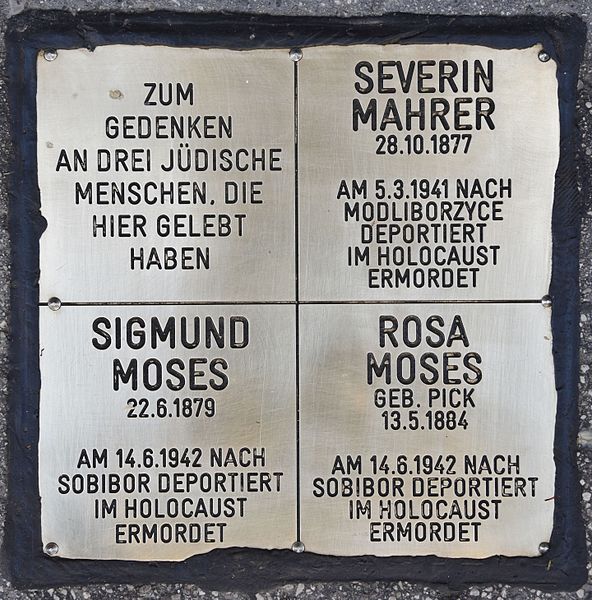 ZUM
GEDENKEN
AN DREI JÜDISCHE
MENSCHEN, DIE
HIER GELEBT
HABEN
SEVERIN
MAHRER
28.10.1877
AM 5.3.1941 NACH
MODLIBORZYCE
DEPORTIERT
IM HOLOCAUST
ERMORDET
SIGMUND
MOSES
22.6.1879
AM 14.6.1942 NACH
SOBIBOR DEPORTIERT
IM HOLOCAUST
ERMORDET
ROSA
MOSES
GEB. PICK
13.5.1884
AM 14.6.1942 NACH
SOBIBOR DEPORTIERT
IM HOLOCAUST
ERMORDET